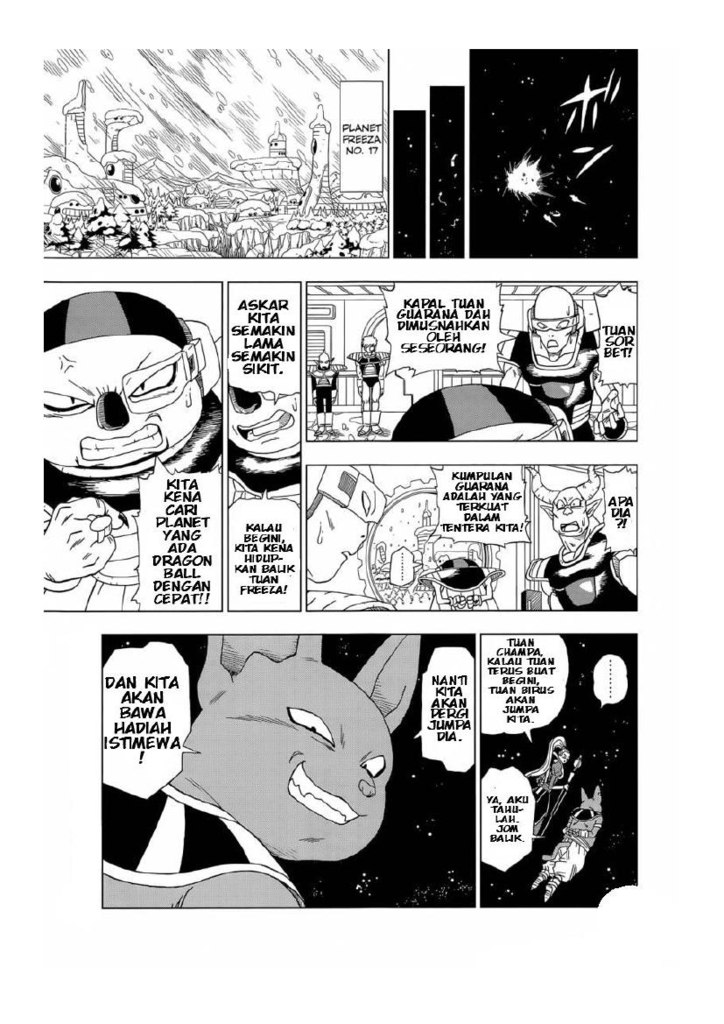 ボッ
PLANET
FREEZA
NO. 17
TUAN
SOR
BET!
KAPAL TUAN
GUARANA DAH
DIMUSNAHKAN
OLEH
SESEORANG!
APA
DIA
?!
KUMPULAN
GUARANA
ADALAH YANG
TERKUAT
DALAM
TENTERA KITA!
..........
ASKAR
KITA
SEMAKIN
LAMA
SEMAKIN
SIKIT.
KALAU
BEGINI,
KITA KENA
HIDUP-
KAN BALIK
TUAN
FREEZA!
KITA
KENA
CARI
PLANET
YANG
ADA
DRAGON
BALL
DENGAN
CEPAT!!
..........
TUAN
CHAMPA,
KALAU TUAN
TERUS BUAT
BEGINI,
TUAN BIRUS
AKAN
JUMPA
KITA.
YA, AKU
TAHU-
LAH.
JOM
BALIK.
NANTI
KITA
AKAN
PERGI
JUMPA
DIA.
DAN KITA
AKAN
BAWA
HADIAH
ISTIMEWA
!